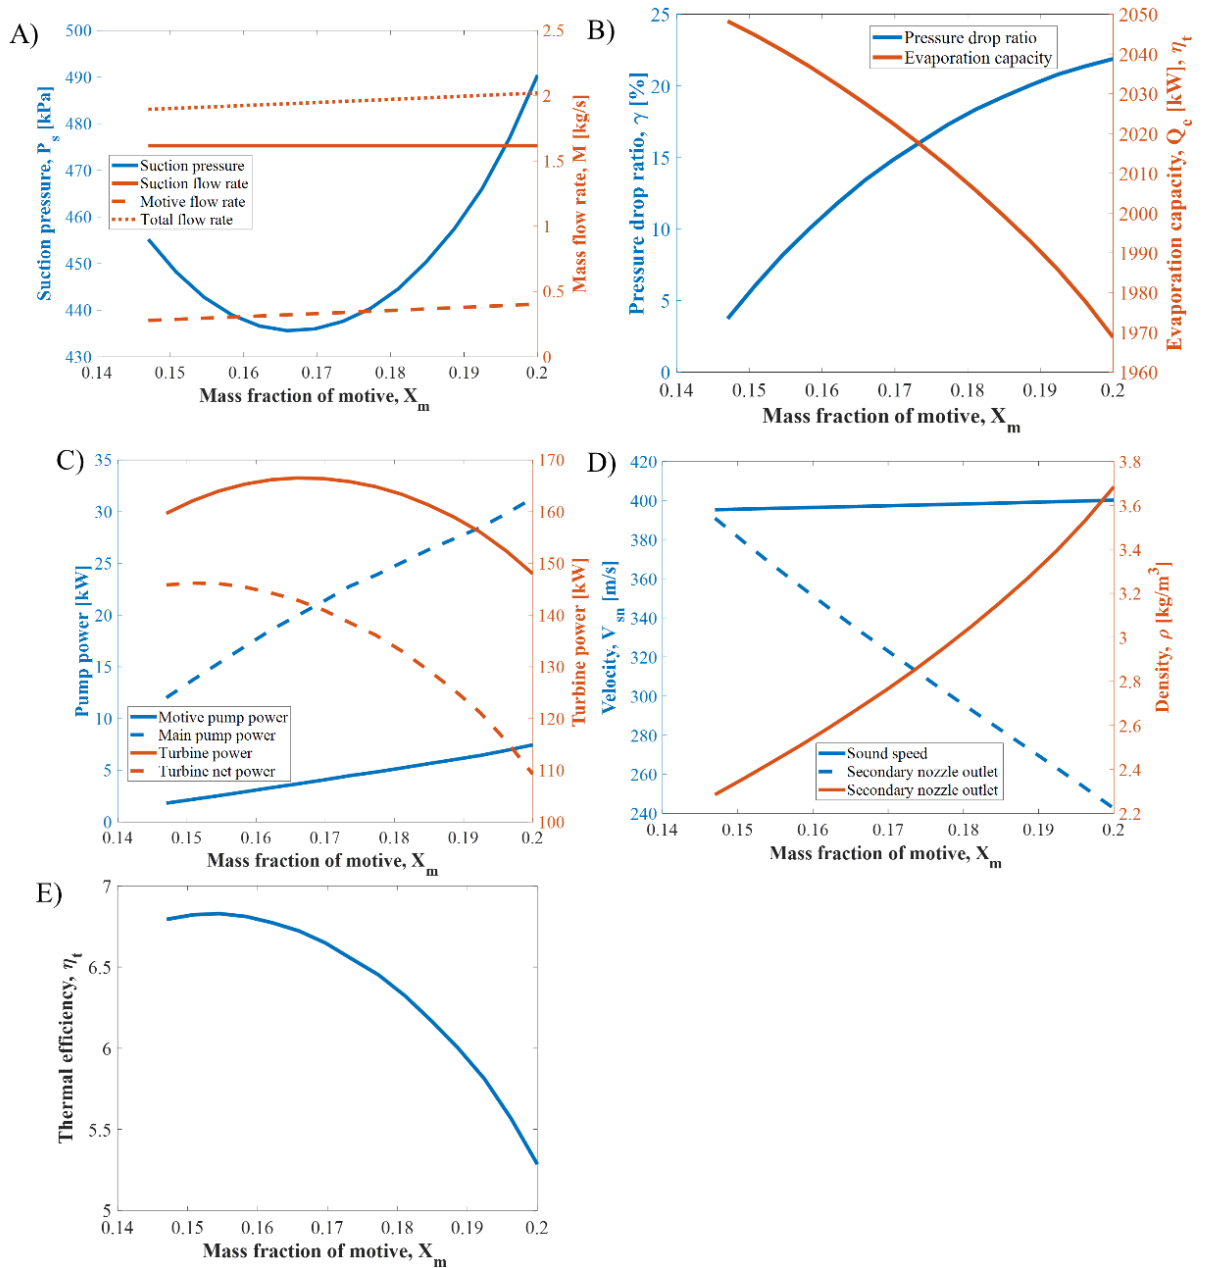 A)
500
490
480
475
470
460
450
440
430
Suction pressure, P_s [kPa]
2.5
2
1.5
1
0.5
0
Mass flow rate, M [kg/s]
Suction pressure
Suction flow rate
Motive flow rate
Total flow rate
0.14 0.15 0.16 0.17 0.18 0.19 0.2
Mass fraction of motive, X_m
B)
25
20
15
10
5
0
Pressure drop ratio, γ [%]
2050
2040
2030
2020
2010
2000
1990
1980
1970
1960
Evaporation capacity, Q_c [kW], η_t
Pressure drop ratio
Evaporation capacity
0.14 0.15 0.16 0.17 0.18 0.19 0.2
Mass fraction of motive, X_m
C)
35
30
25
20
15
10
5
0
Pump power [kW]
170
160
150
140
130
120
110
100
Turbine power [kW]
Motive pump power
Main pump power
Turbine power
Turbine net power
0.14 0.15 0.16 0.17 0.18 0.19 0.2
Mass fraction of motive, X_m
D)
420
400
380
360
340
320
300
280
260
240
Velocity, V_sn [m/s]
3.8
3.6
3.4
3.2
3
2.8
2.6
2.4
2.2
Density, ρ [kg/m³]
Sound speed
Secondary nozzle outlet
Secondary nozzle outlet
0.14 0.15 0.16 0.17 0.18 0.19 0.2
Mass fraction of motive, X_m
E)
7
6.5
6
5.5
5
Thermal efficiency, η_t
0.14 0.15 0.16 0.17 0.18 0.19 0.2
Mass fraction of motive, X_m